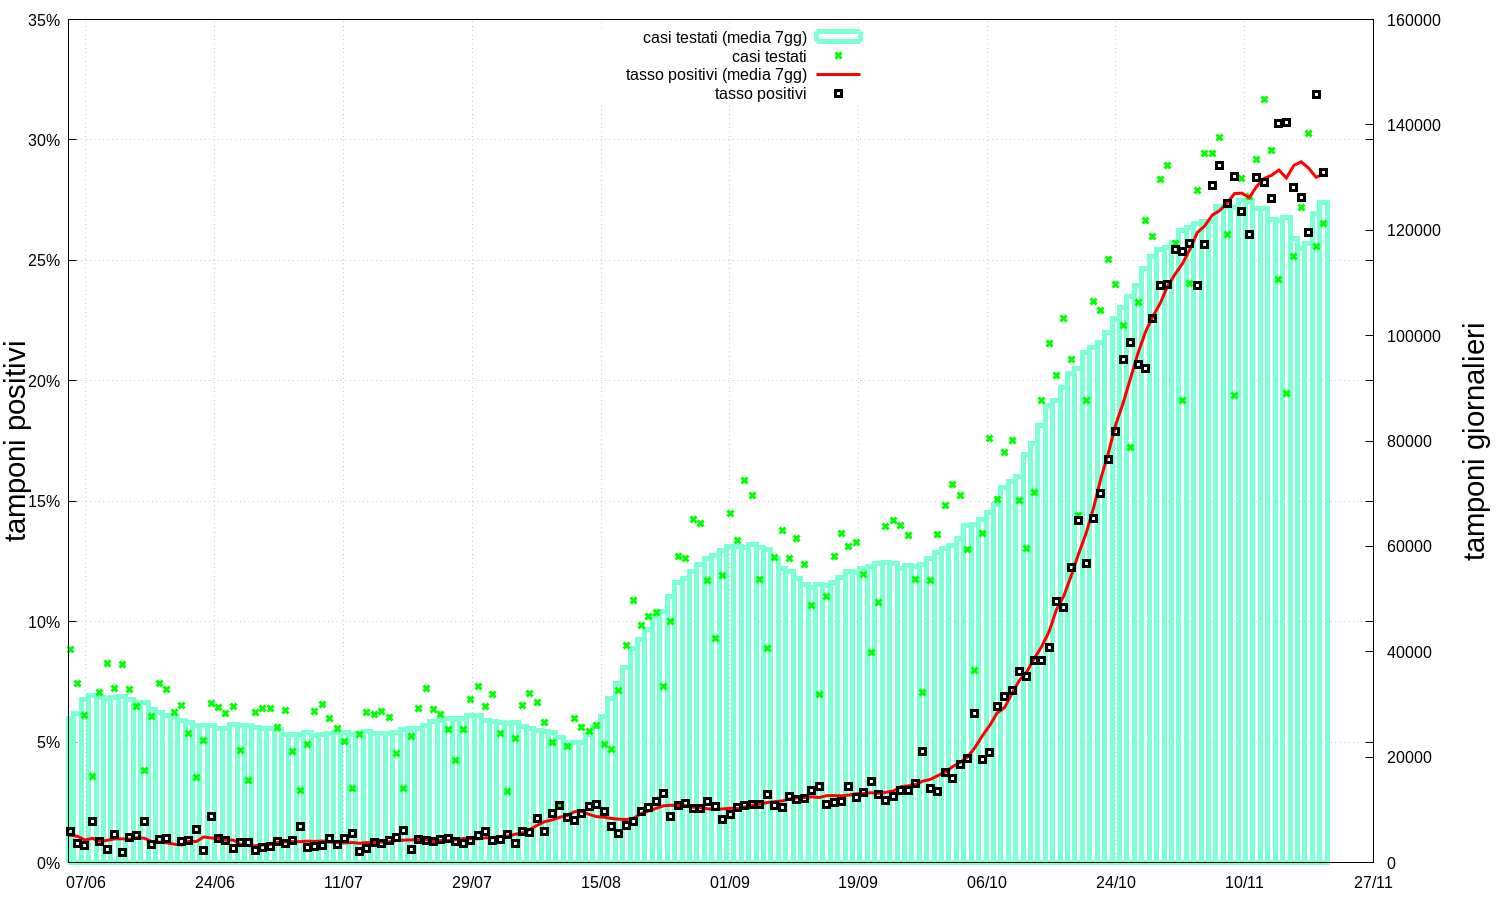 casi testati (media 7gg)
casi testati
tasso positivi (media 7gg)
tasso positivi
35%
30%
25%
20%
15%
10%
5%
0%
tamponi positivi
160000
140000
120000
100000
80000
60000
40000
20000
0
tamponi giornalieri
07/06 24/06 11/07 29/07 15/08 01/09 19/09 06/10 24/10 10/11 27/11